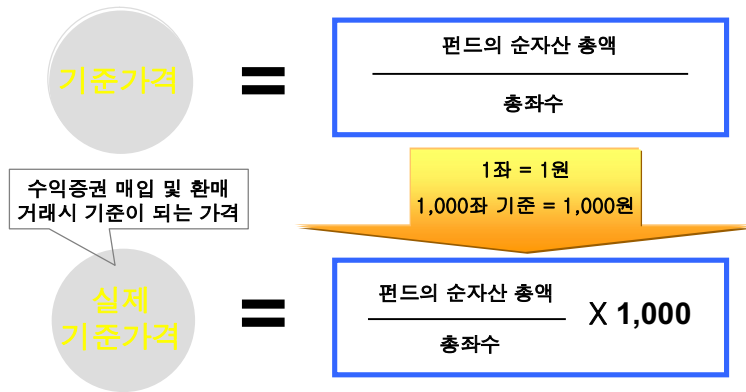 기준가격
=
펀드의 순자산 총액
총좌수
1좌 = 1원
1,000좌 기준 = 1,000원
수익증권 매입 및 환매
거래시 기준이 되는 가격
실제
기준가격
=
펀드의 순자산 총액
총좌수
X 1,000